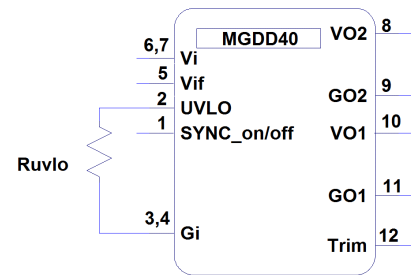 MGDD40
6,7 Vi
5 Vif
2 UVLO
1 SYNC_on/off
Ruvlo
3,4 Gi
VO2 8
GO2 9
VO1 10
GO1 11
Trim 12